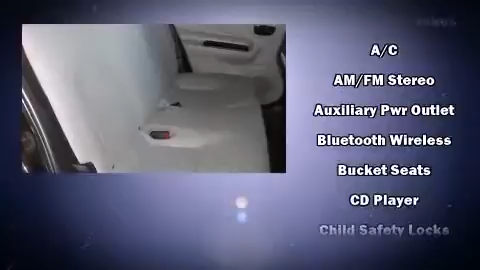 A/C
AM/FM Stereo
Auxiliary Pwr Outlet
Bluetooth Wireless
Bucket Seats
CD Player
Child Safety Locks